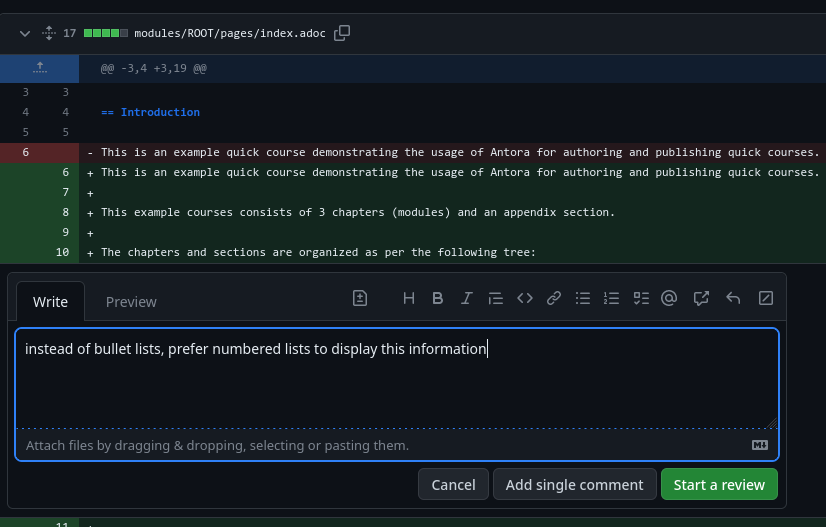 17 modules/ROOT/pages/index.adoc
@@ -3,4 +3,19 @@
3 3
4 4 == Introduction
5 5
6 - This is an example quick course demonstrating the usage of Antora for authoring and publishing quick courses.
6 + This is an example quick course demonstrating the usage of Antora for authoring and publishing quick courses.
7 +
8 + This example courses consists of 3 chapters (modules) and an appendix section.
9 +
10 + The chapters and sections are organized as per the following tree:
Write Preview
instead of bullet lists, prefer numbered lists to display this information
Attach files by dragging & dropping, selecting or pasting them.
Cancel Add single comment Start a review
11 +